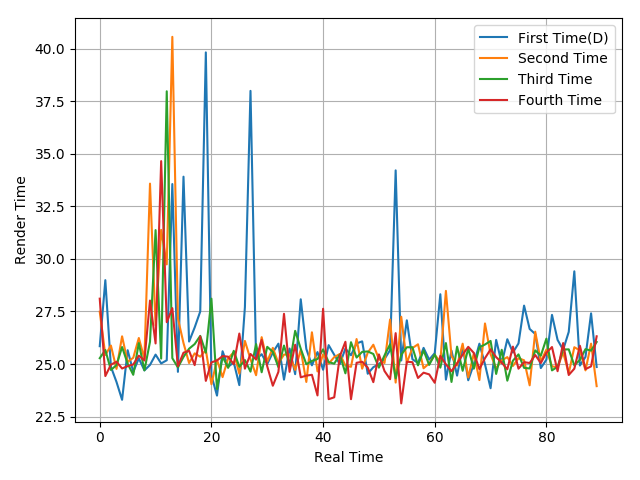 40.0
37.5
35.0
32.5
30.0
27.5
25.0
22.5
0
20
40
60
80
Render Time
Real Time
First Time(D)
Second Time
Third Time
Fourth Time